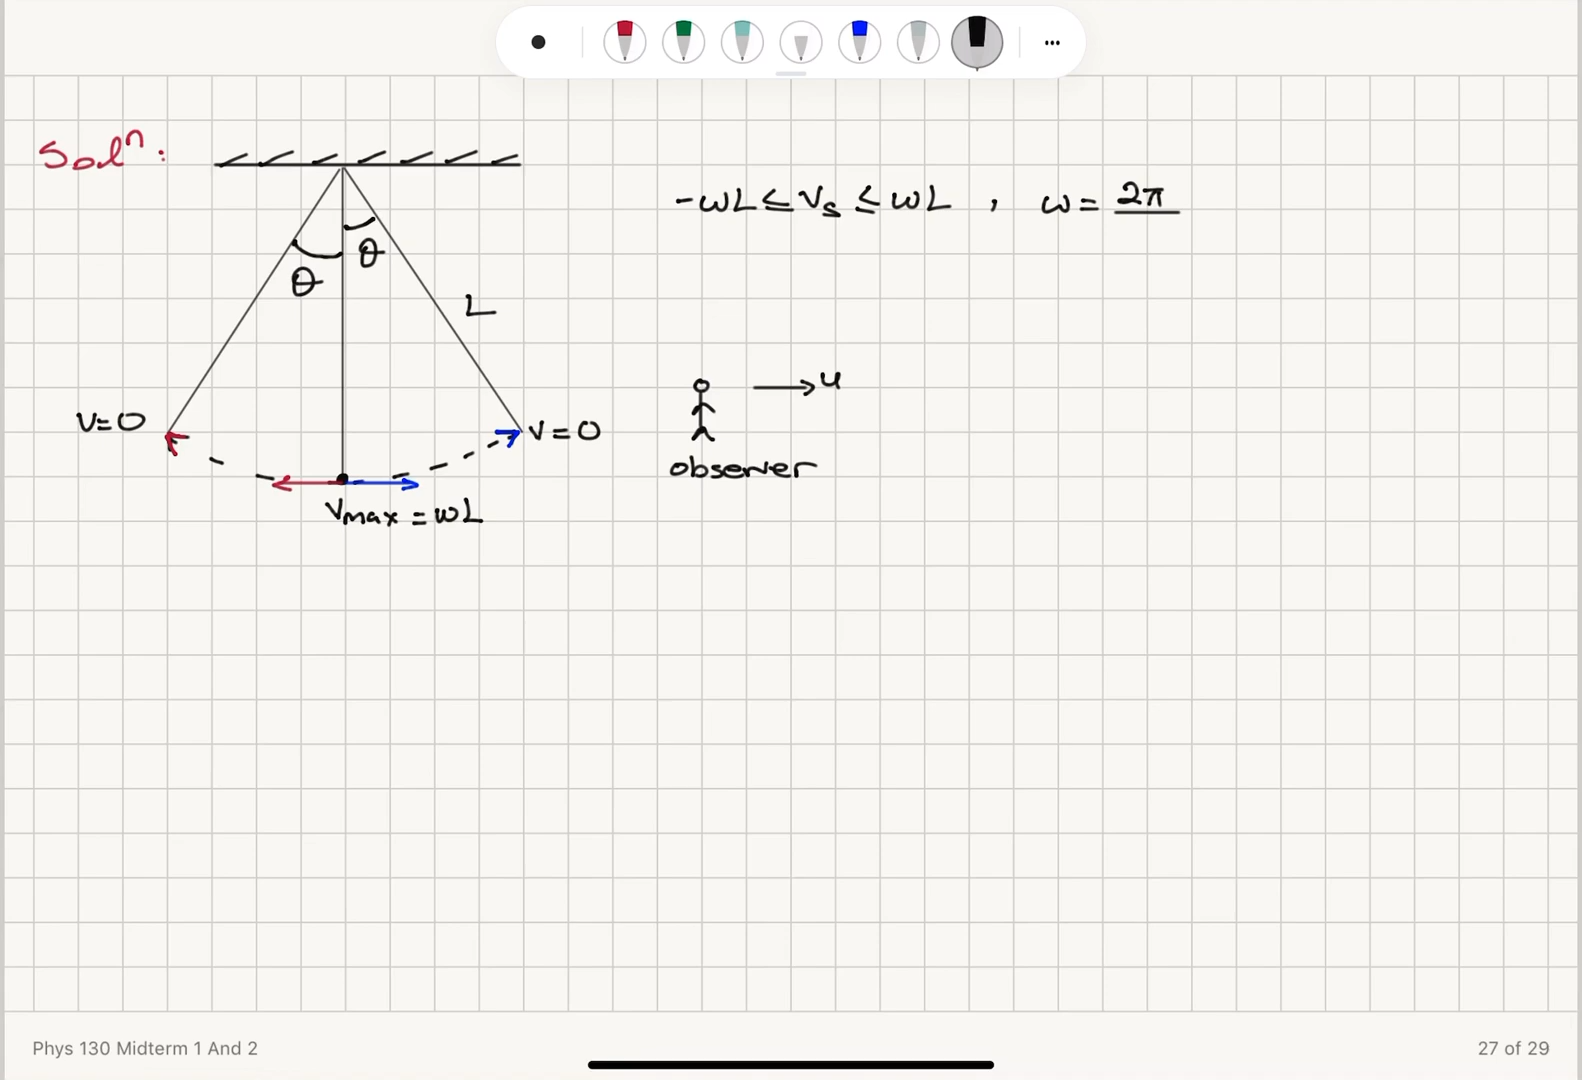 Solⁿ:
-ωL ≤ Vs ≤ ωL , ω = 2π
θ
θ
L
u
V=0
V=0
observer
Vmax = ωL
Phys 130 Midterm 1 And 2
27 of 29